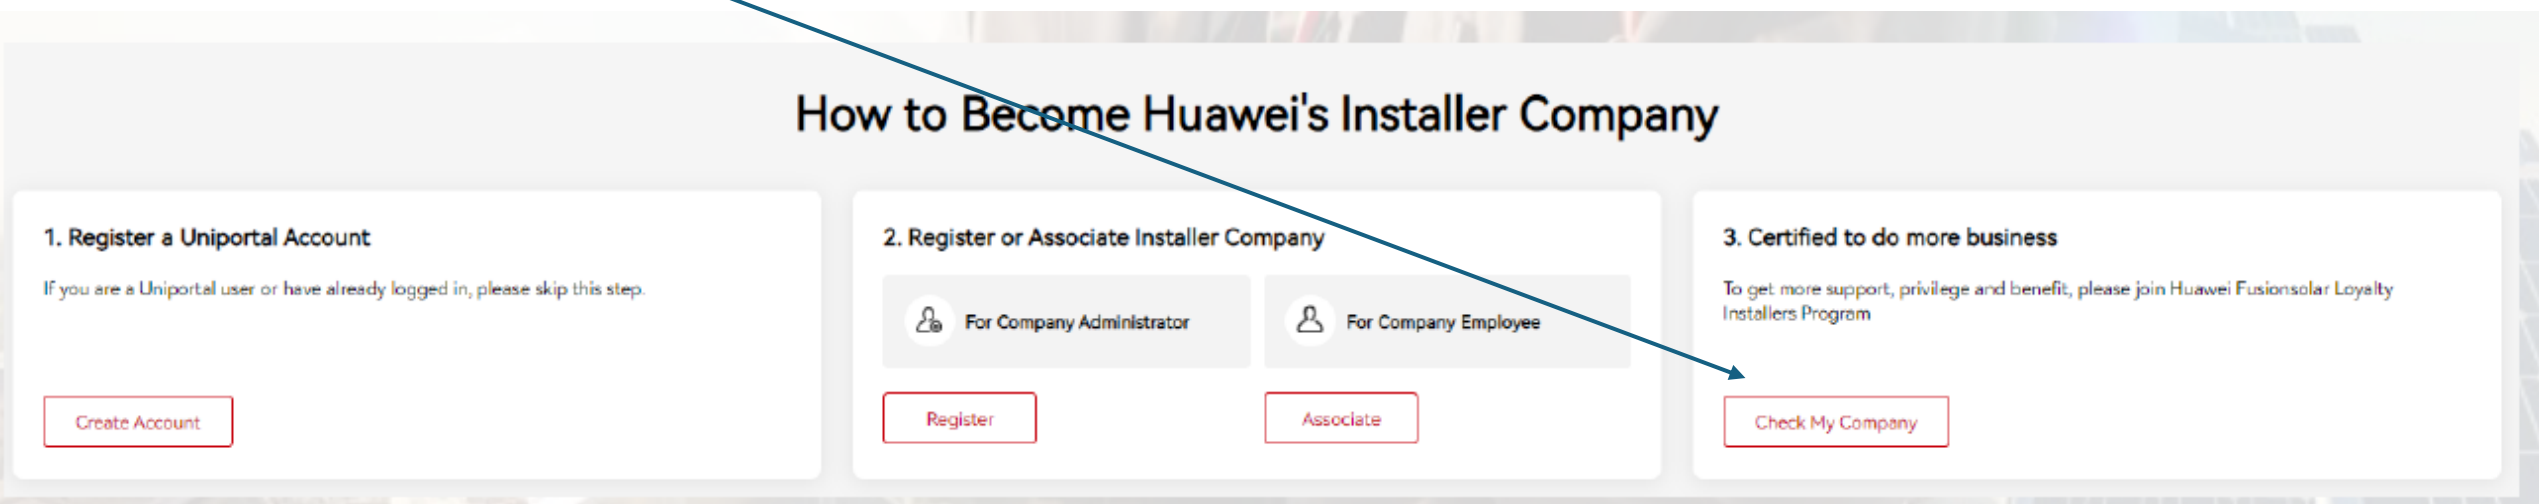 How to Become Huawei's Installer Company
1. Register a Uniportal Account
If you are a Uniportal user or have already logged in, please skip this step.
Create Account
2. Register or Associate Installer Company
For Company Administrator
For Company Employee
Register
Associate
3. Certified to do more business
To get more support, privilege and benefit, please join Huawei Fusionsolar Loyalty
Installers Program
Check My Company